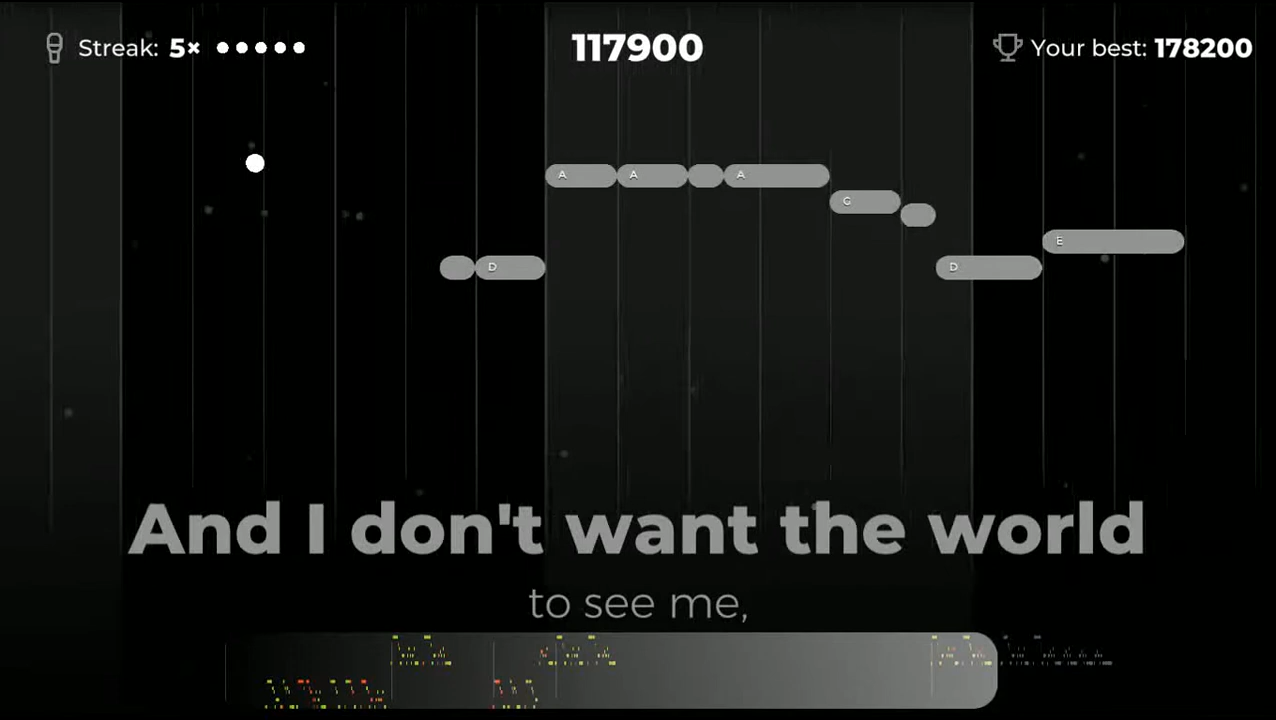 Streak: 5× 117900 Your best: 178200
A A A
G
E
D D
And I don't want the world
to see me,